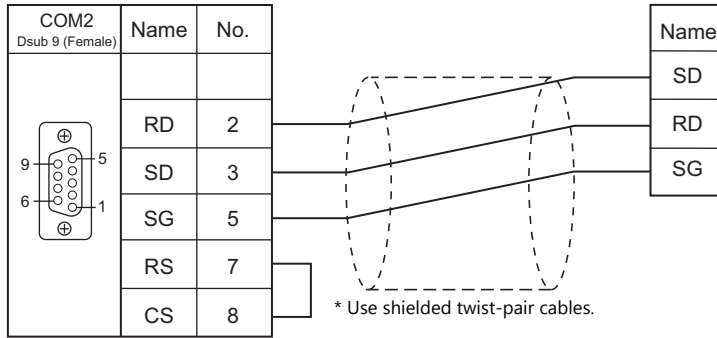 COM2
Dsub 9 (Female)
Name No.
RD 2
SD 3
SG 5
RS 7
CS 8
9
5
6
1
* Use shielded twist-pair cables.
Name
SD
RD
SG